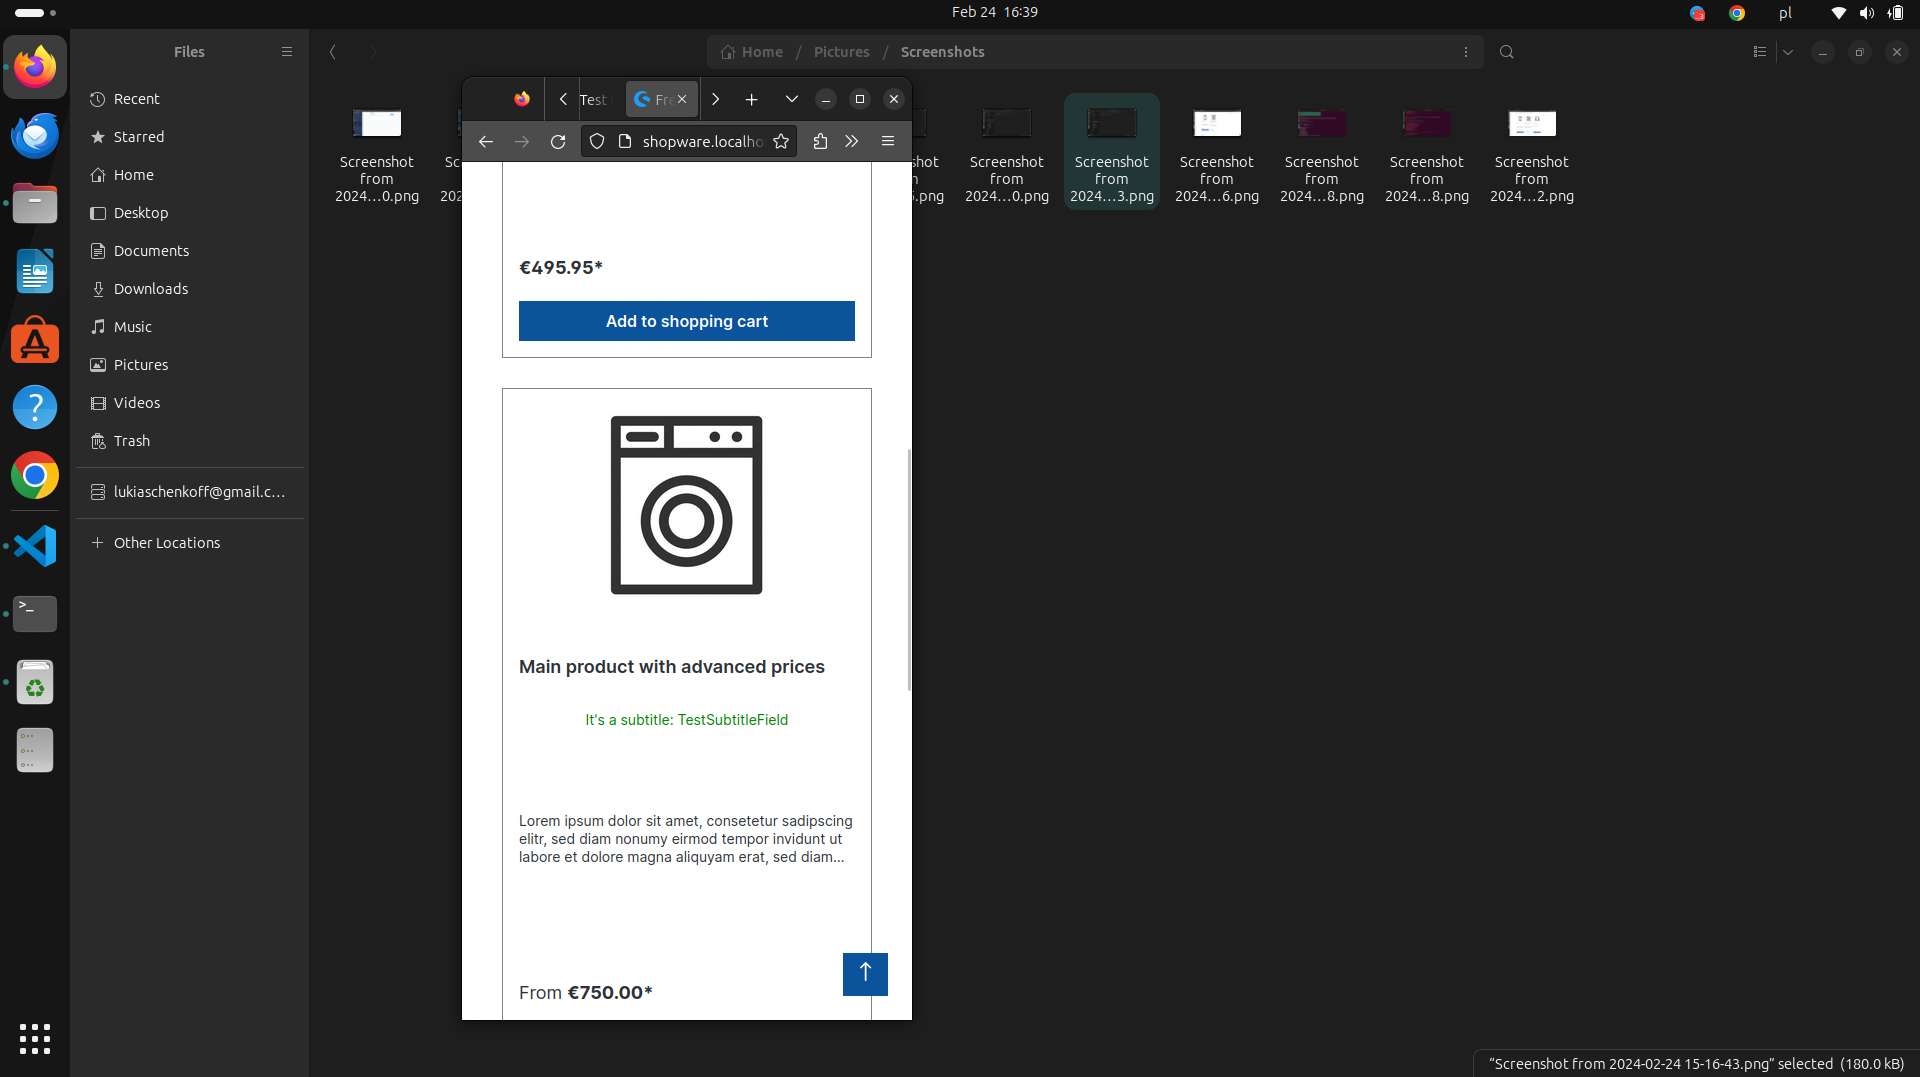 Feb 24 16:39
pl
Files
Home / Pictures / Screenshots
Recent
Starred
Home
Desktop
Documents
Downloads
Music
Pictures
Videos
Trash
lukiaschenkoff@gmail.c...
Other Locations
Screenshot
from
2024...0.png
Screenshot
from
2024...0.png
Screenshot
from
2024...3.png
Screenshot
from
2024...6.png
Screenshot
from
2024...8.png
Screenshot
from
2024...8.png
Screenshot
from
2024...2.png
Test
Fre
shopware.localho
€495.95*
Add to shopping cart
Main product with advanced prices
It's a subtitle: TestSubtitleField
Lorem ipsum dolor sit amet, consetetur sadipscing
elitr, sed diam nonumy eirmod tempor invidunt ut
labore et dolore magna aliquyam erat, sed diam...
From €750.00*
“Screenshot from 2024-02-24 15-16-43.png” selected (180.0 kB)